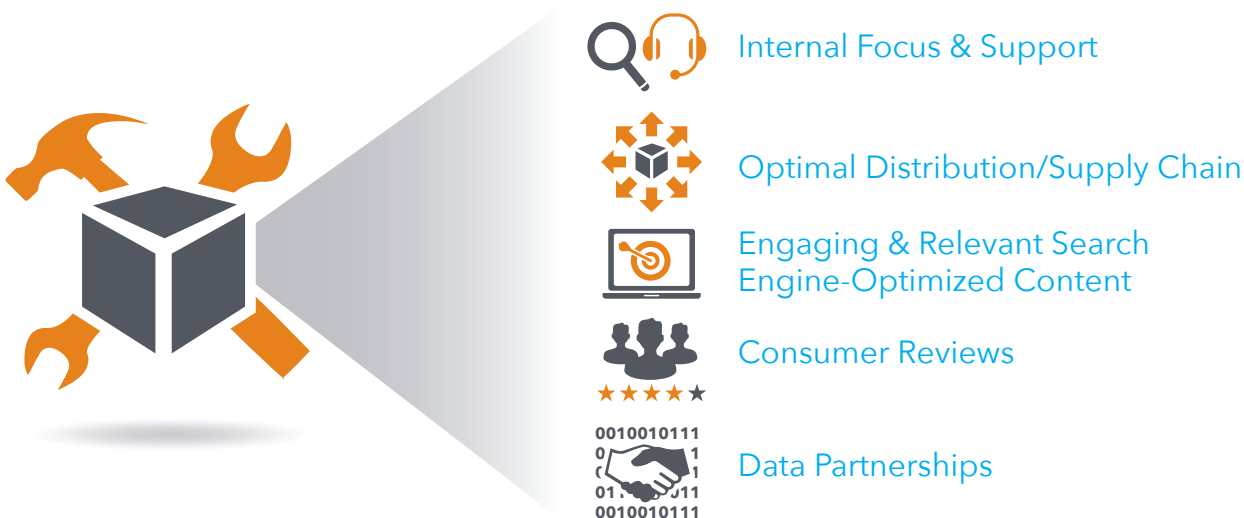 Internal Focus & Support
Optimal Distribution/Supply Chain
Engaging & Relevant Search
Engine-Optimized Content
Consumer Reviews
0010010111
Data Partnerships
0010010111